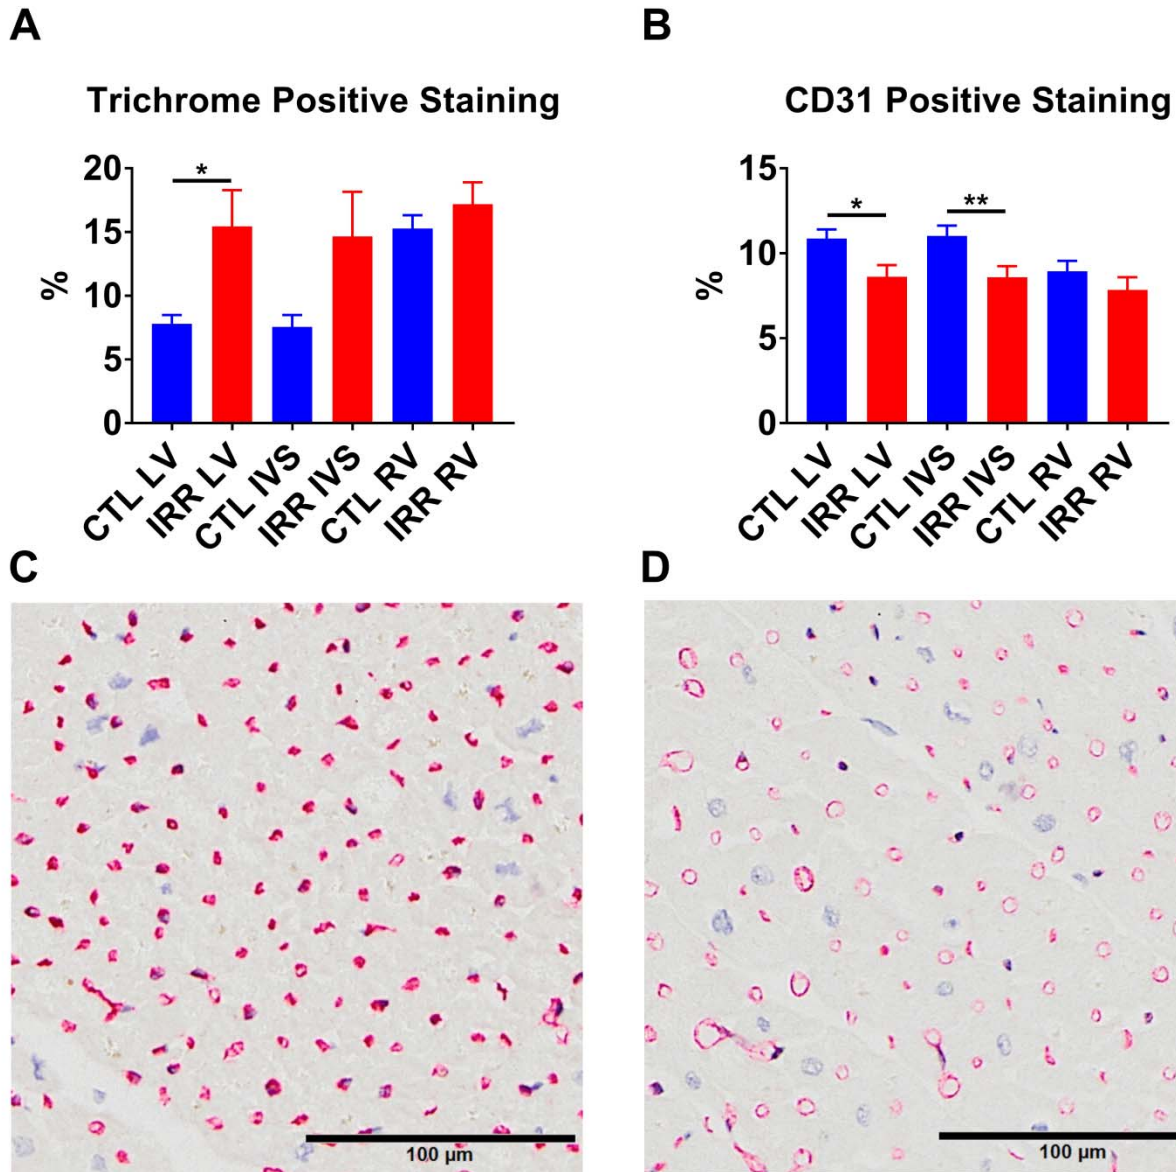 A
B
Trichrome Positive Staining
CD31 Positive Staining
*
20
15
10
5
0
%
CTL LV
IRR LV
CTL IVS
IRR IVS
CTL RV
IRR RV
*
**
15
10
5
0
%
CTL LV
IRR LV
CTL IVS
IRR IVS
CTL RV
IRR RV
C
D
100 µm
100 µm